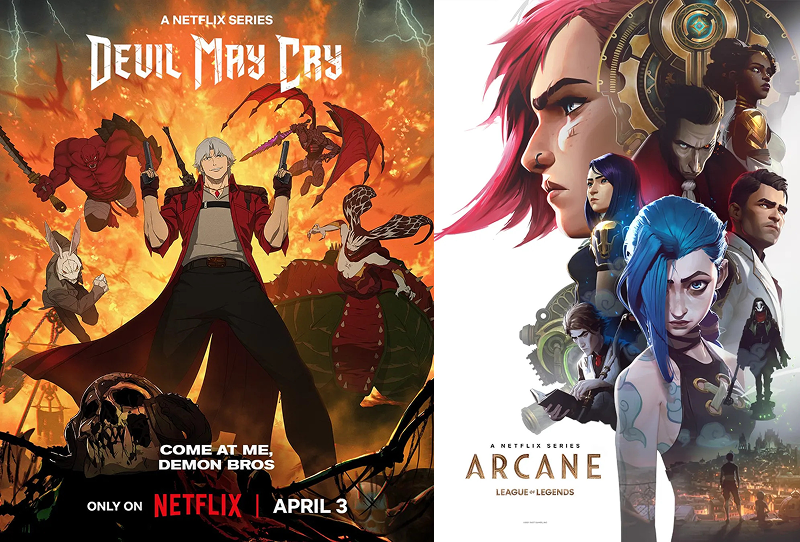 A NETFLIX SERIES
DEVIL MAY CRY
COME AT ME,
DEMON BROS
ONLY ON NETFLIX | APRIL 3
A NETFLIX SERIES
ARCANE
LEAGUE OF LEGENDS